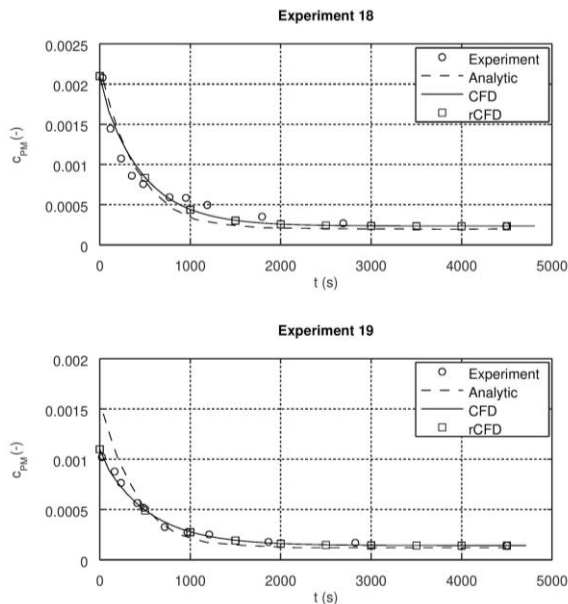 Experiment 18
0.0025
0.002
0.0015
0.001
0.0005
0
c_PM (-)
Experiment
Analytic
CFD
rCFD
0 1000 2000 3000 4000 5000
t (s)
Experiment 19
0.002
0.0015
0.001
0.0005
0
c_PM (-)
Experiment
Analytic
CFD
rCFD
0 1000 2000 3000 4000 5000
t (s)